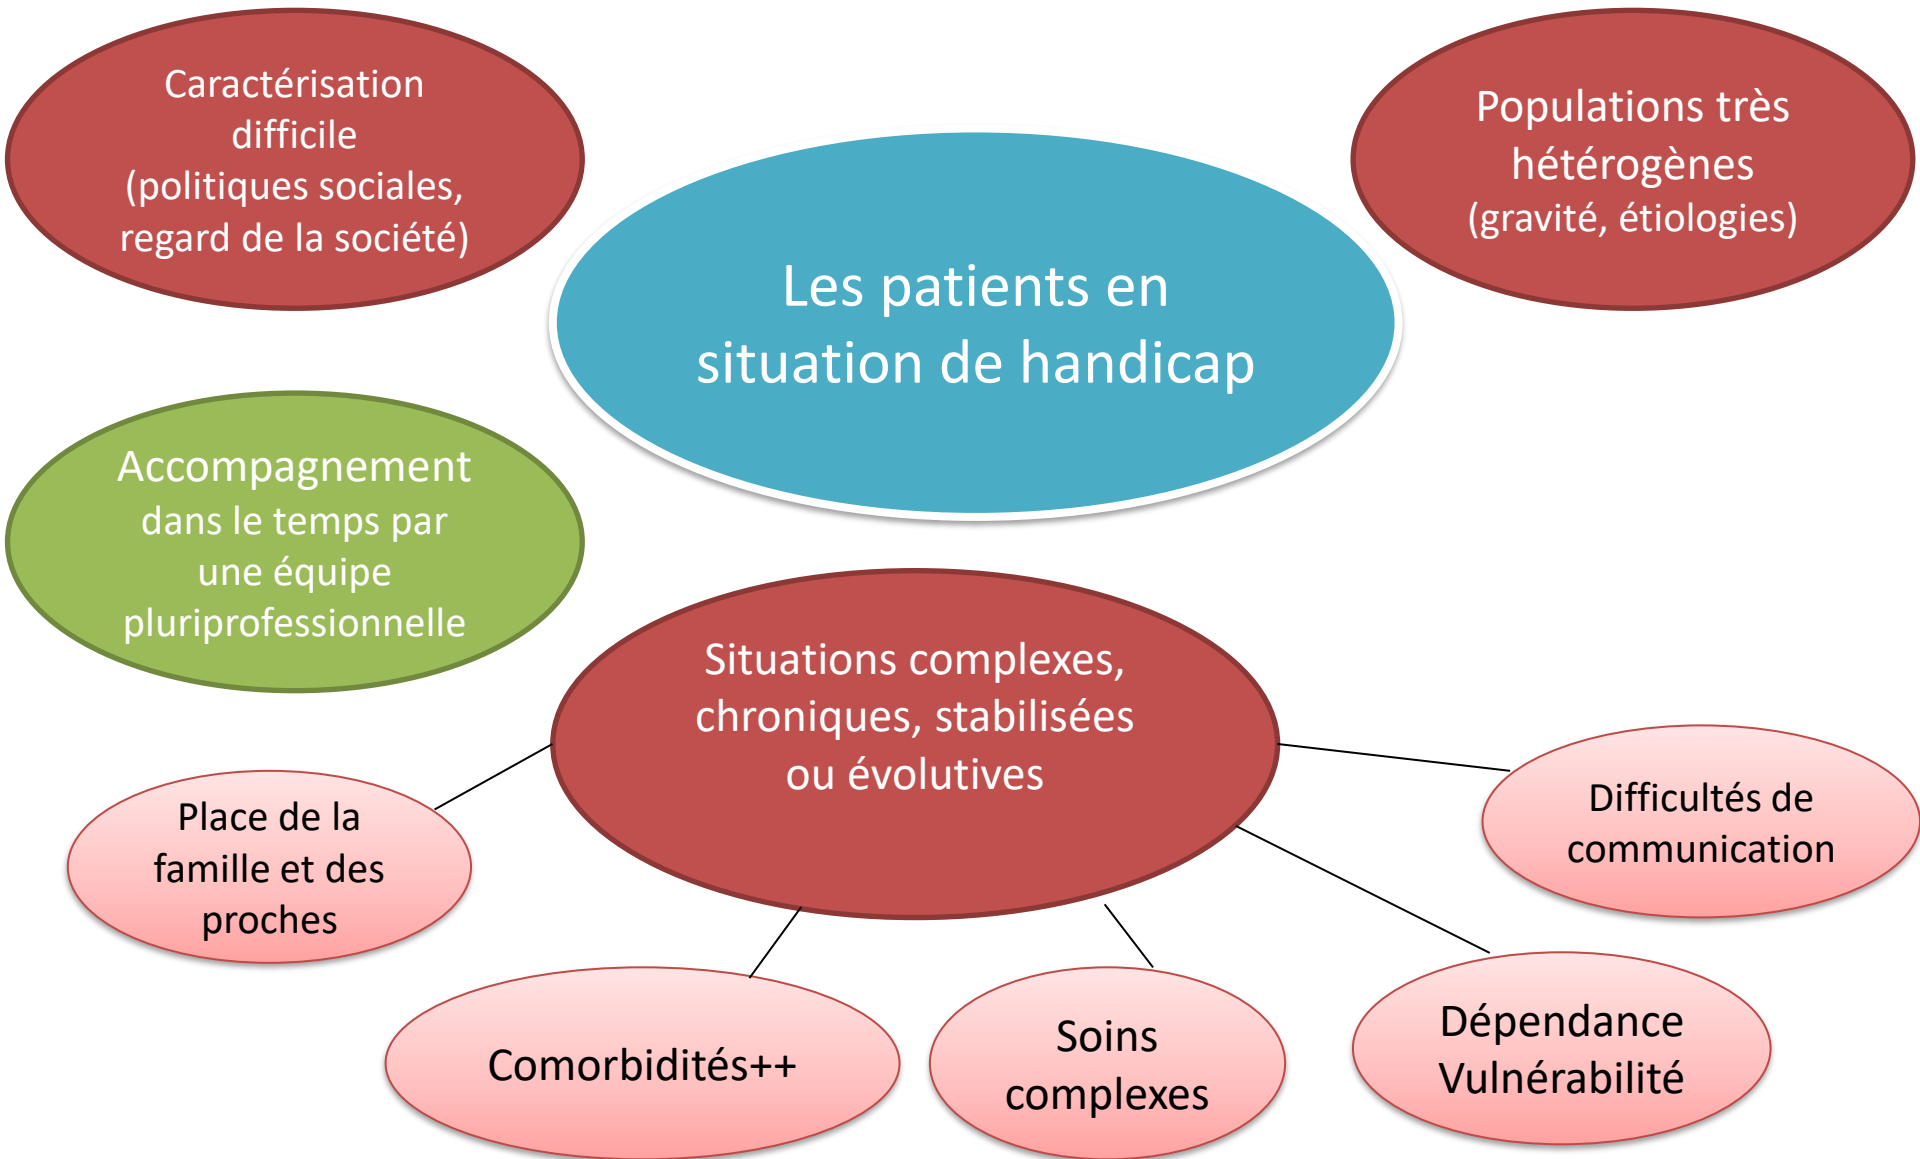 Caractérisation
difficile
(politiques sociales,
regard de la société)
Populations très
hétérogènes
(gravité, étiologies)
Les patients en
situation de handicap
Accompagnement
dans le temps par
une équipe
pluriprofessionnelle
Situations complexes,
chroniques, stabilisées
ou évolutives
Place de la
famille et des
proches
Difficultés de
communication
Comorbidités++
Soins
complexes
Dépendance
Vulnérabilité